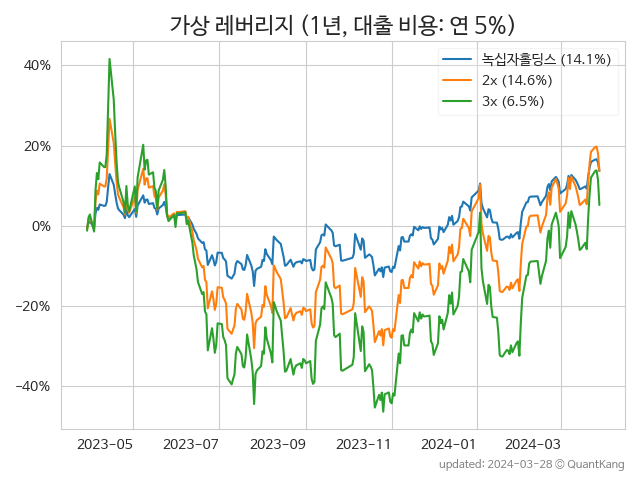 가상 레버리지 (1년, 대출 비용: 연 5%)
녹십자홀딩스 (14.1%)
2x (14.6%)
3x (6.5%)
40%
20%
0%
−20%
−40%
2023−05 2023−07 2023−09 2023−11 2024−01 2024−03
updated: 2024−03−28 © QuantKang